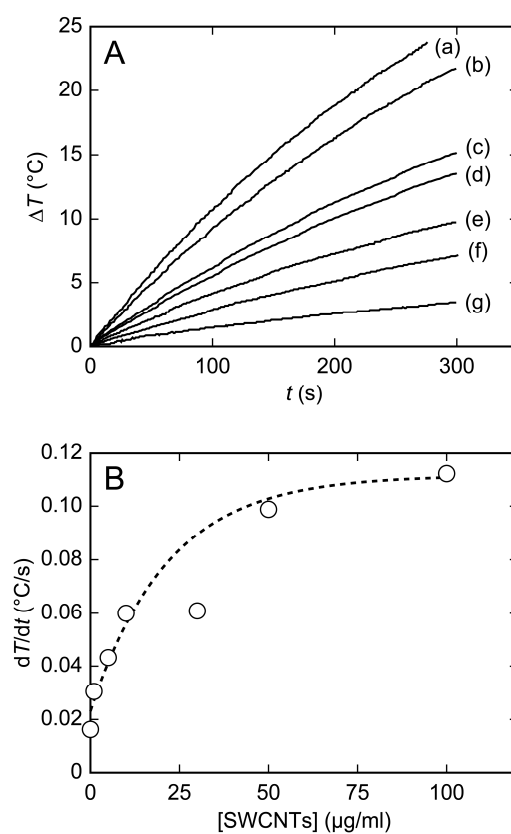 A
25
20
15
10
5
0
ΔT (°C)
(a)
(b)
(c)
(d)
(e)
(f)
(g)
0 100 200 300
t (s)
B
0.12
0.10
0.08
0.06
0.04
0.02
0
dT/dt (°C/s)
0 25 50 75 100
[SWCNTs] (μg/ml)